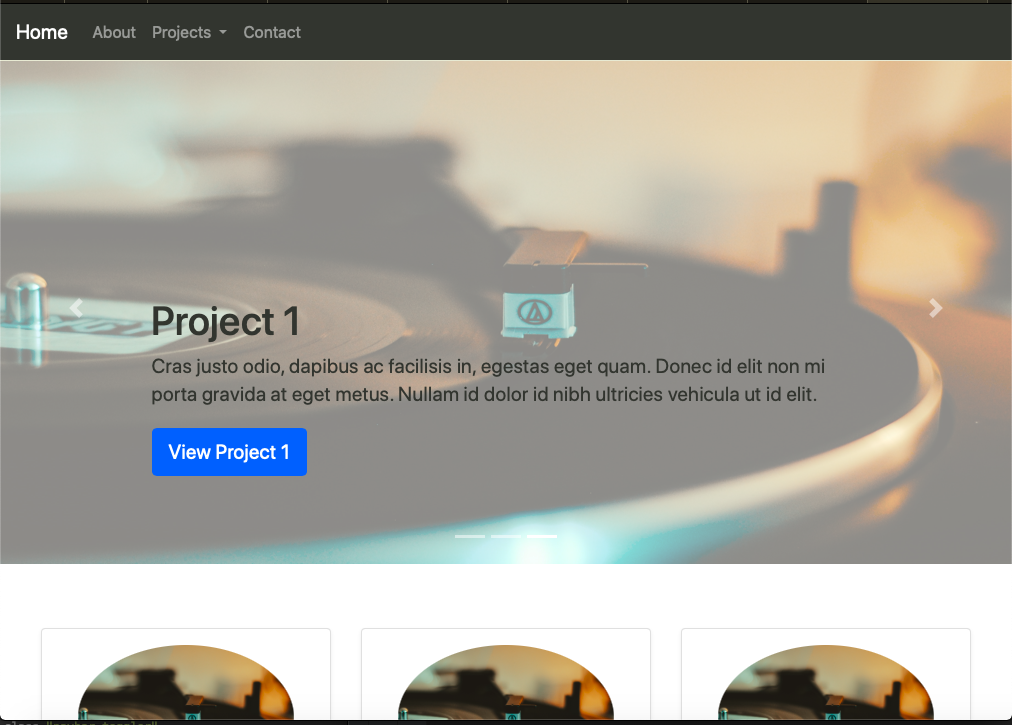 Home About Projects Contact
Project 1
Cras justo odio, dapibus ac facilisis in, egestas eget quam. Donec id elit non mi
porta gravida at eget metus. Nullam id dolor id nibh ultricies vehicula ut id elit.
View Project 1